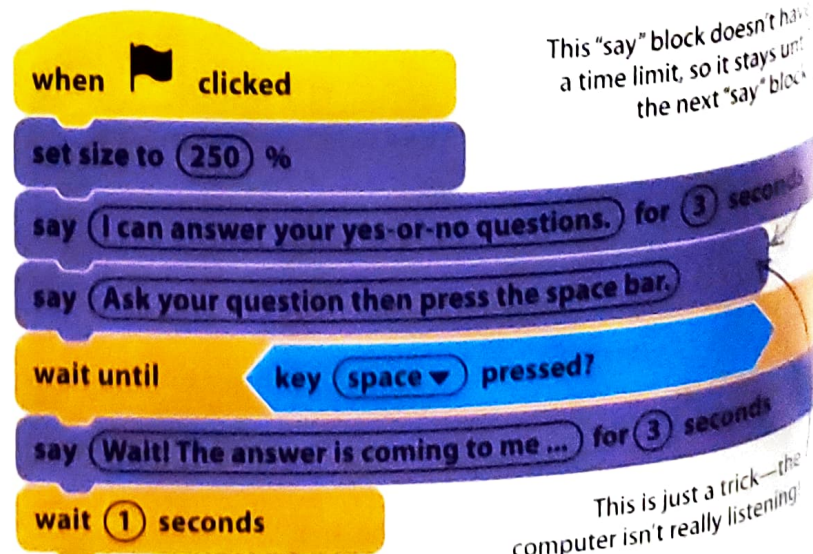 This "say" block doesn't
a time limit, so it stays
the next "say" block
when clicked
set size to 250 %
say I can answer your yes-or-no questions. for 3 seconds
say Ask your question then press the space bar.
wait until key space pressed?
say Wait! The answer is coming to me ... for 3 seconds
wait 1 seconds
This is just a trick—the
computer isn't really listening!